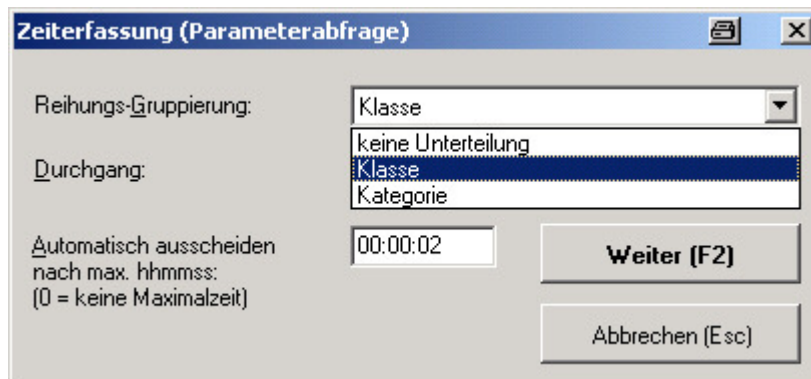 Zeiterfassung (Parameterabfrage)
Reihungs-Gruppierung:
Klasse
keine Unterteilung
Klasse
Kategorie
Durchgang:
Automatisch ausscheiden
nach max. hhmmss:
(0 = keine Maximalzeit)
00:00:02
Weiter (F2)
Abbrechen (Esc)